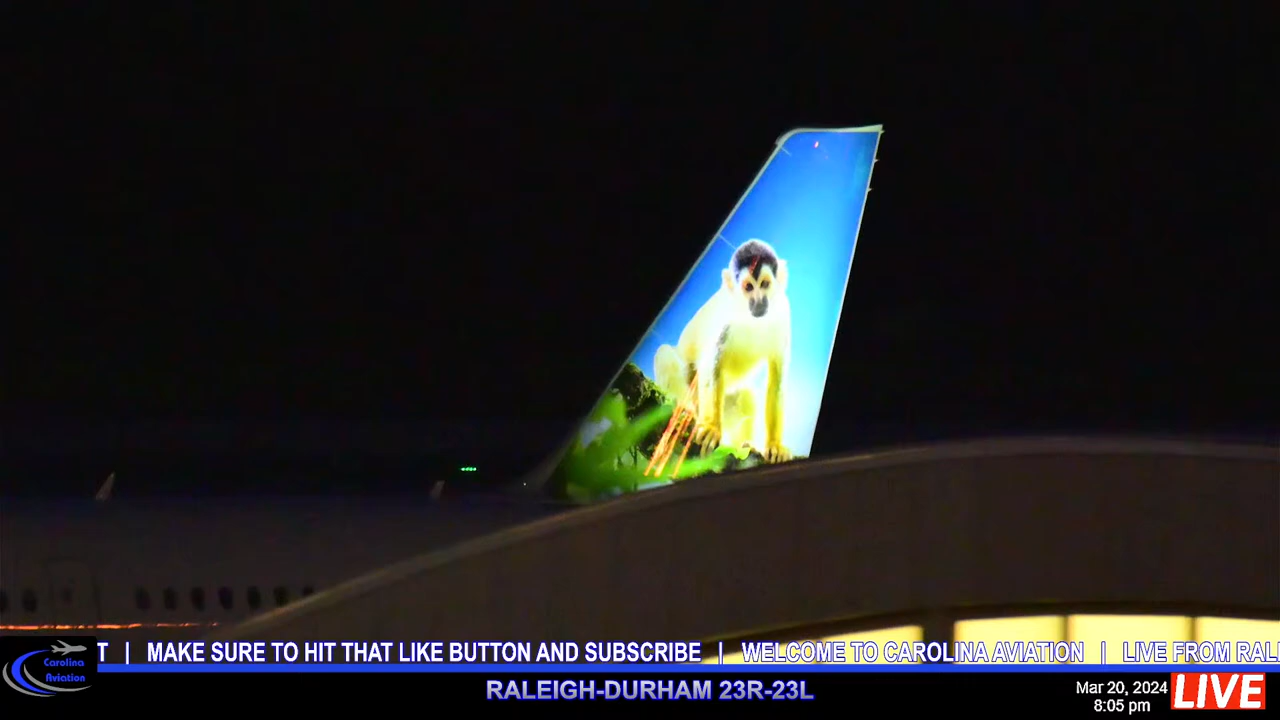 T | MAKE SURE TO HIT THAT LIKE BUTTON AND SUBSCRIBE | WELCOME TO CAROLINA AVIATION | LIVE FROM RAL
Carolina
Aviation
RALEIGH-DURHAM 23R-23L
Mar 20, 2024
8:05 pm
LIVE